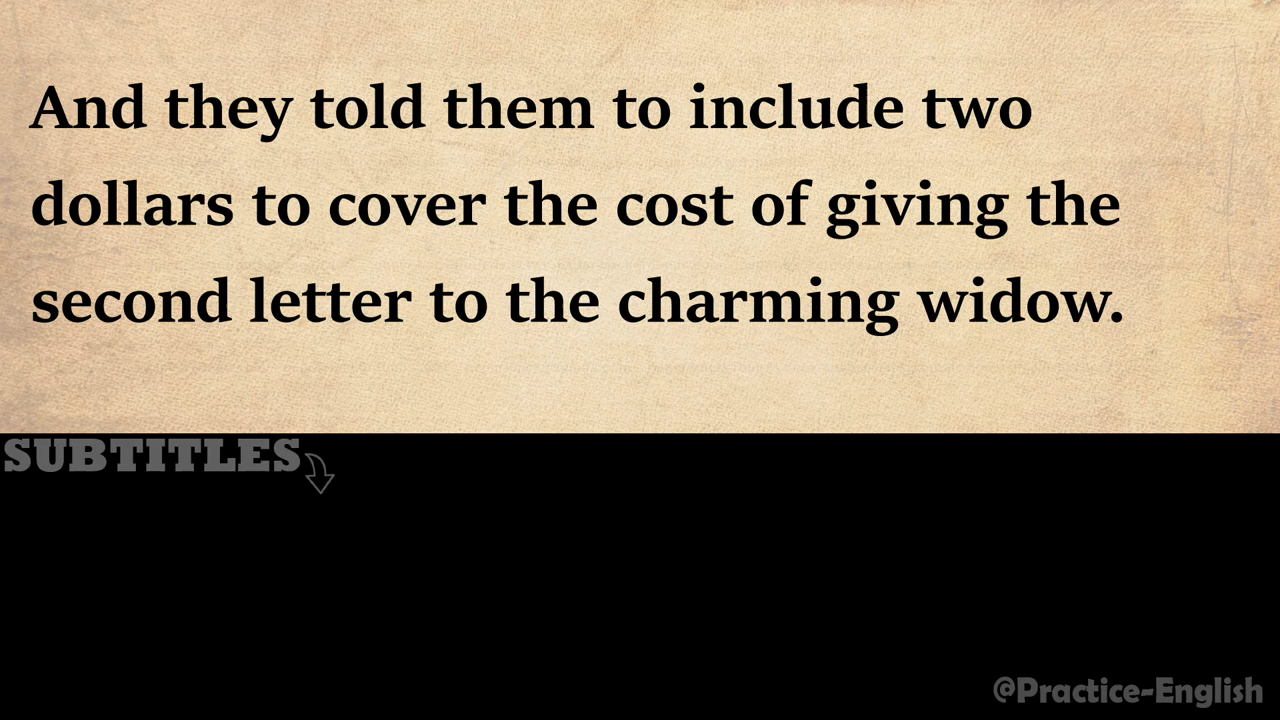 And they told them to include two
dollars to cover the cost of giving the
second letter to the charming widow.
SUBTITLES
@Practice-English